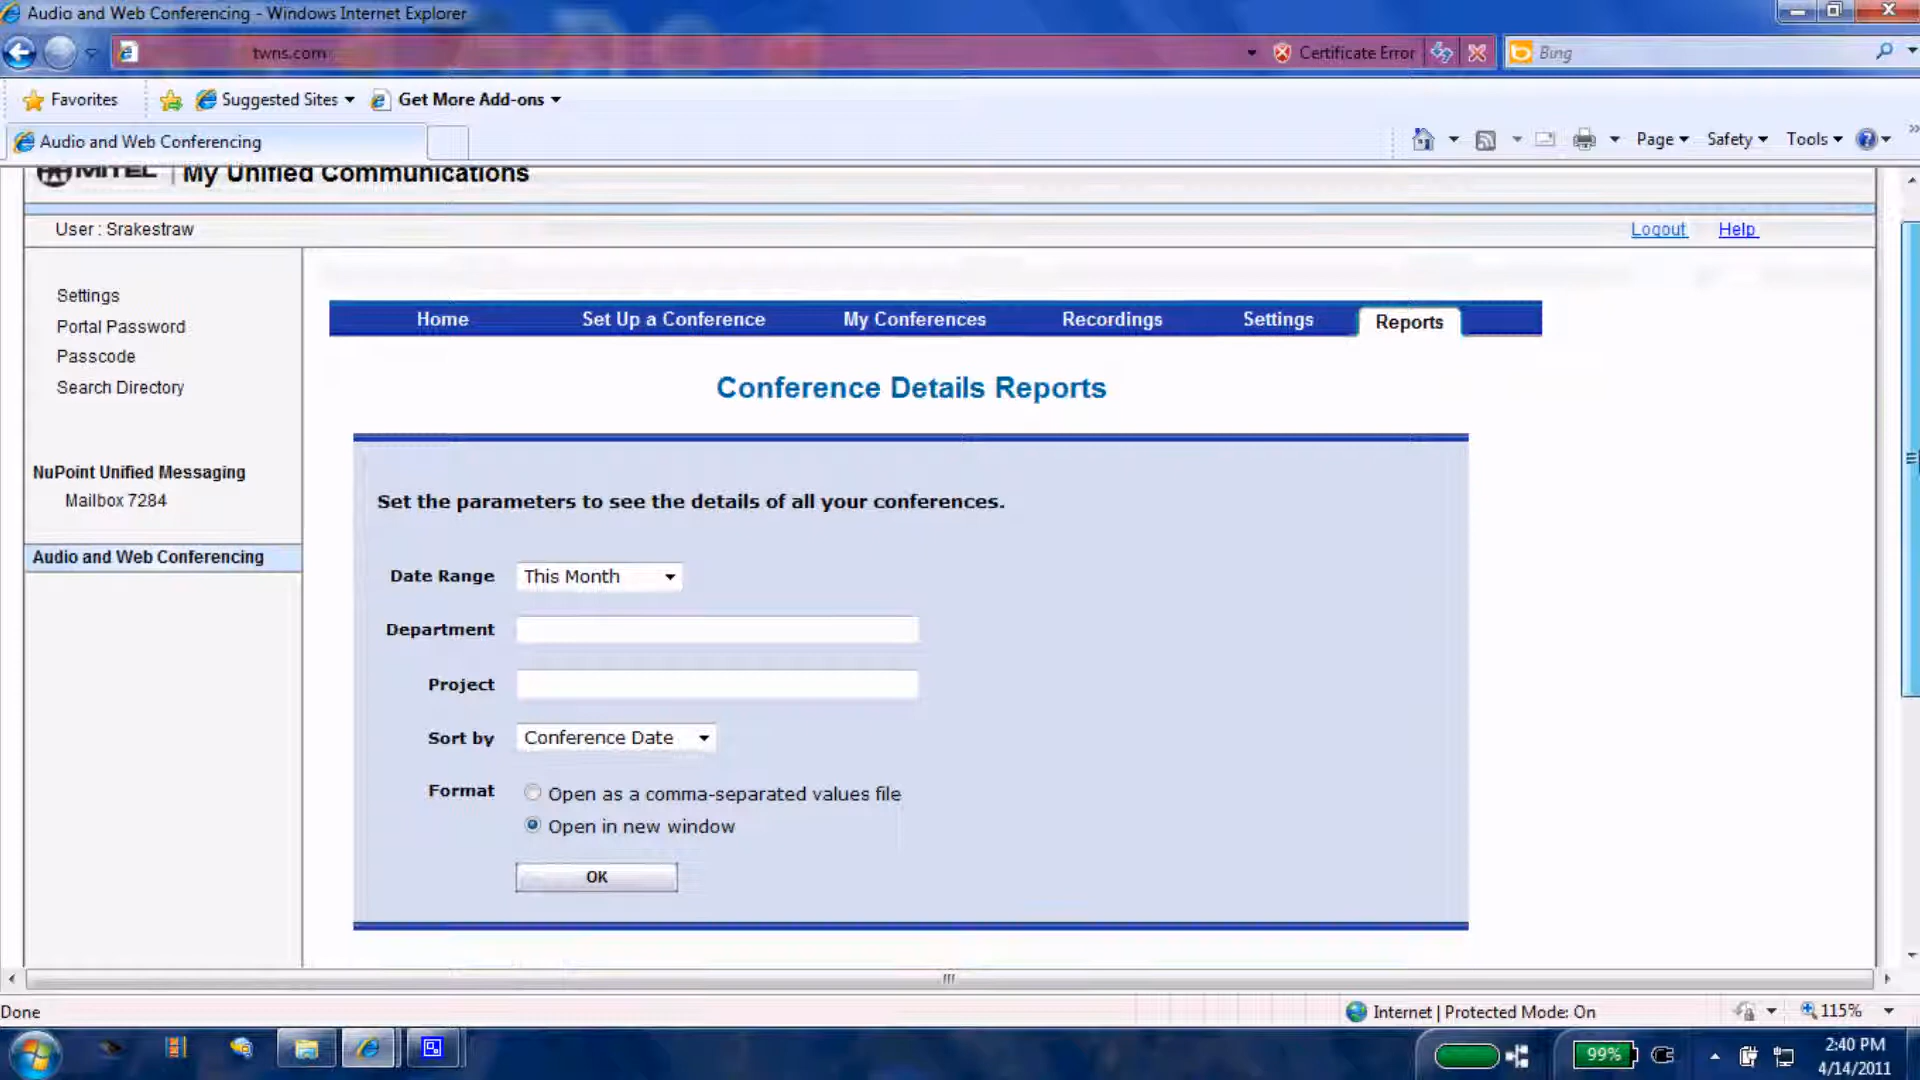 Audio and Web Conferencing - Windows Internet Explorer
twns.com
Certificate Error
Bing
Favorites
Suggested Sites
Get More Add-ons
Audio and Web Conferencing
Page
Safety
Tools
MITEL | My Unified Communications
User : Srakestraw
Logout
Help
Settings
Portal Password
Passcode
Search Directory
NuPoint Unified Messaging
Mailbox 7284
Audio and Web Conferencing
Home
Set Up a Conference
My Conferences
Recordings
Settings
Reports
Conference Details Reports
Set the parameters to see the details of all your conferences.
Date Range
This Month
Department
Project
Sort by
Conference Date
Format
Open as a comma-separated values file
Open in new window
OK
Done
Internet | Protected Mode: On
115%
99%
2:40 PM
4/14/2011